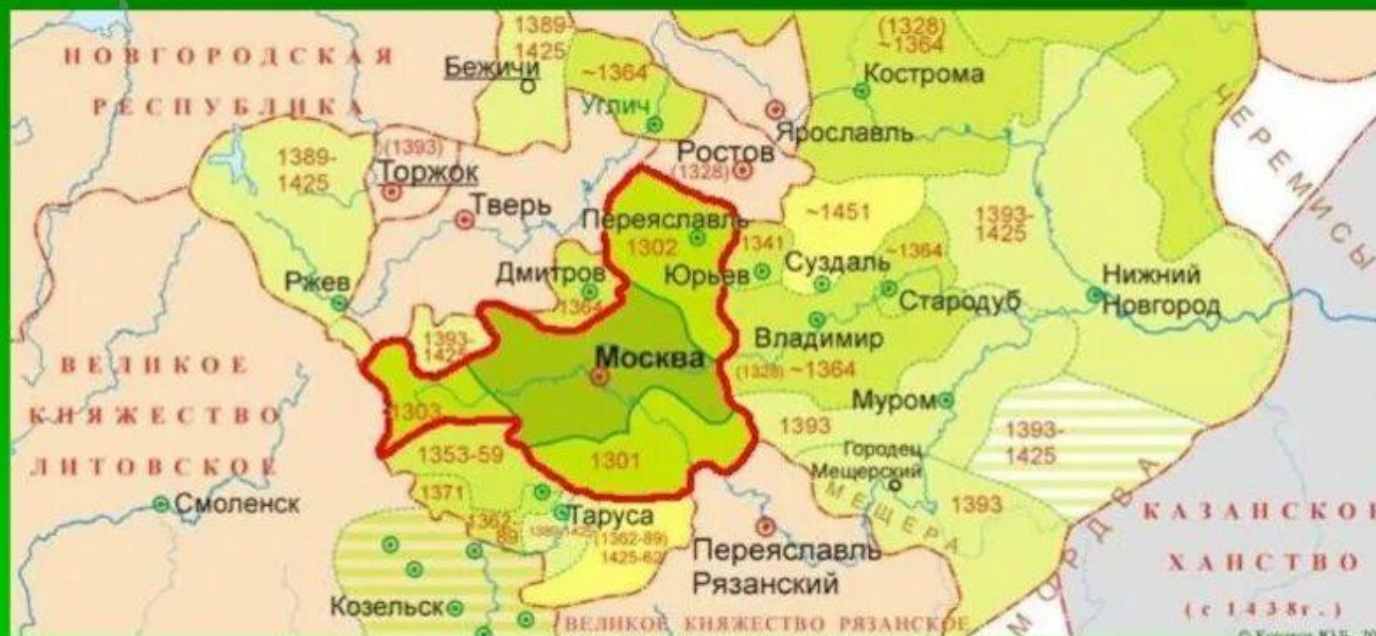 НОВГОРОДСКАЯ
РЕСПУБЛИКА
1389-
1425
Бежичи
~1364
Углич
(1328)
~1364
Кострома
Ярославль
ЧЕРЕМИСЫ
1389-
1425
(1393)
Торжок
Тверь
Ростов
(1328)
Переяславль
1302
1341
Юрьев
~1451
Суздаль
~1364
Стародуб
1393-
1425
Нижний
Новгород
Ржев
Дмитров
1364
1393-
1425
Москва
Владимир
(1328) ~1364
ВЕЛИКОЕ
КНЯЖЕСТВО
ЛИТОВСКОЕ
1303
Муром
1393
1393-
1425
Городец
Мещерский
МЕЩЕРА
1393
МОРДВА
1353-59
1301
1371
1362-
89
Таруса
(1362-89)
1425-62
Смоленск
Козельск
Переяславль
Рязанский
ВЕЛИКОЕ КНЯЖЕСТВО РЯЗАНСКОЕ
КАЗАНСКОЕ
ХАНСТВО
(с 1438г.)